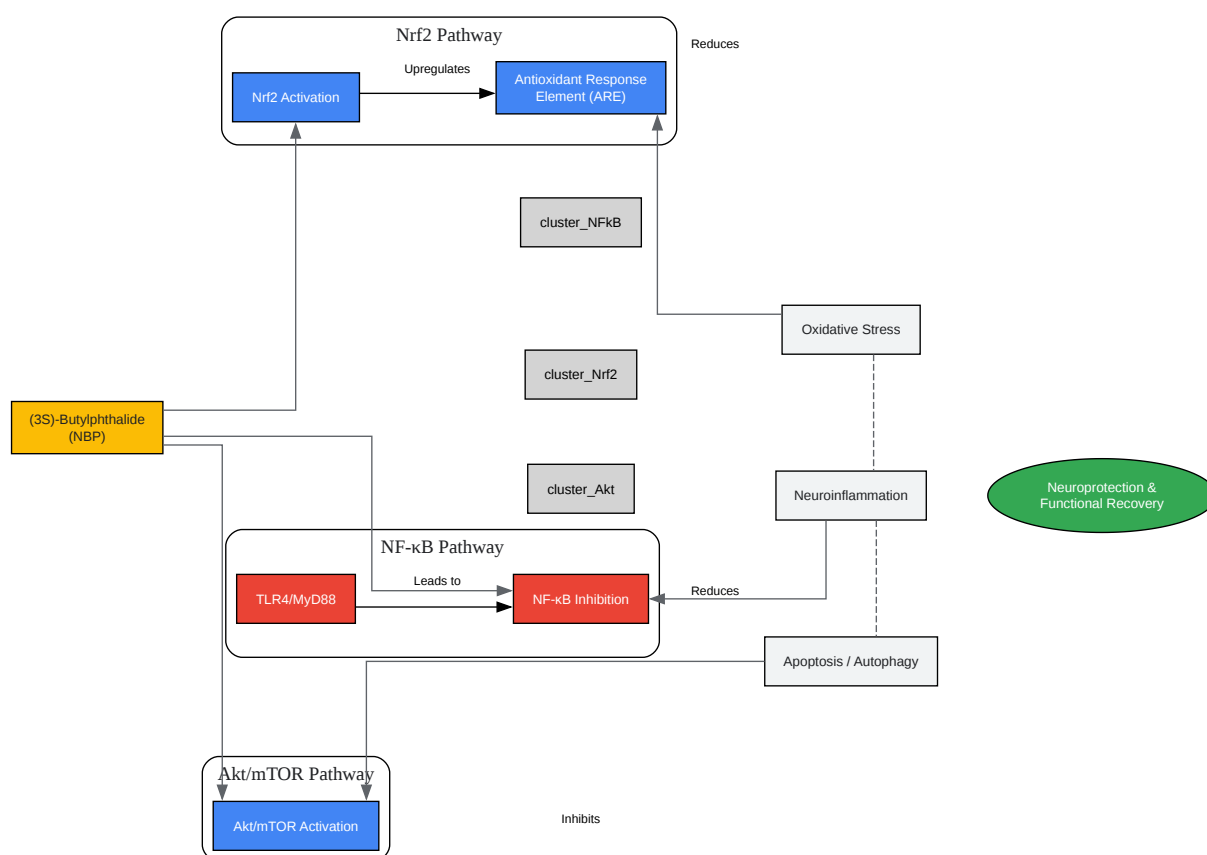 Nrf2 Pathway
Reduces
Upregulates
Nrf2 Activation
Antioxidant Response
Element (ARE)
cluster_NFkB
Oxidative Stress
cluster_Nrf2
(3S)-Butylphthalide
(NBP)
cluster_Akt
Neuroinflammation
Neuroprotection &
Functional Recovery
NF-κB Pathway
Leads to
TLR4/MyD88
NF-κB Inhibition
Reduces
Apoptosis / Autophagy
Akt/mTOR Pathway
Akt/mTOR Activation
Inhibits